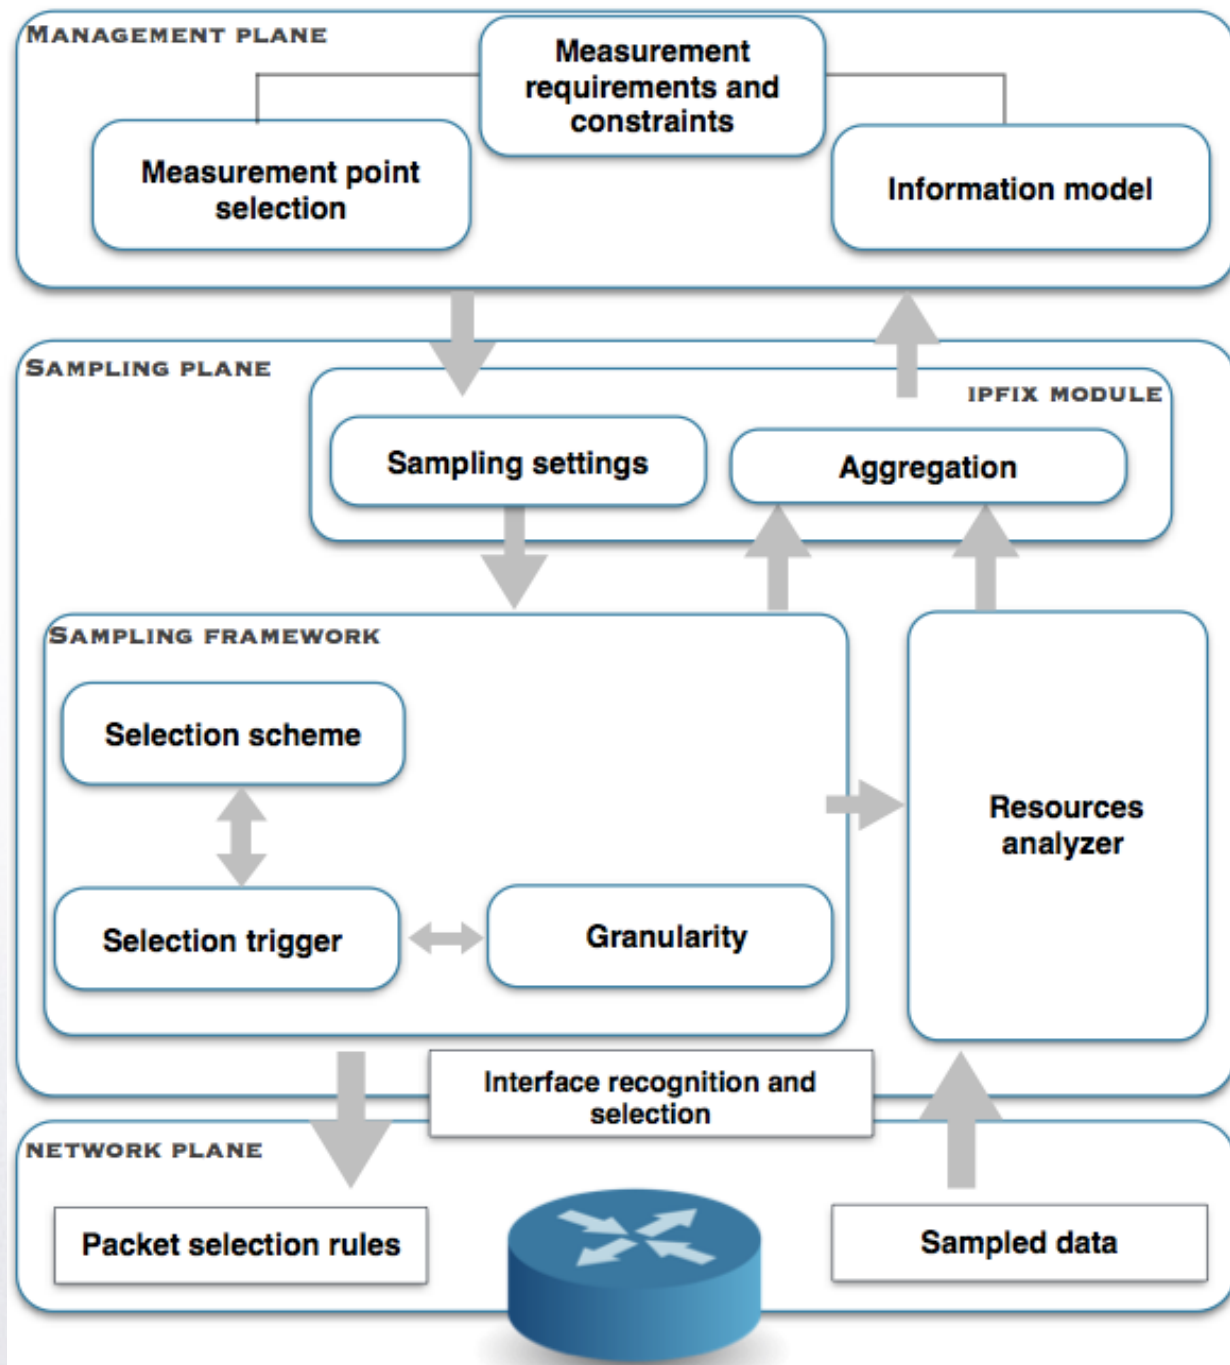 MANAGEMENT PLANE
Measurement
requirements and
constraints
Measurement point
selection
Information model
SAMPLING PLANE
IPFIX MODULE
Sampling settings
Aggregation
SAMPLING FRAMEWORK
Selection scheme
Resources
analyzer
Selection trigger
Granularity
Interface recognition and
selection
NETWORK PLANE
Packet selection rules
Sampled data